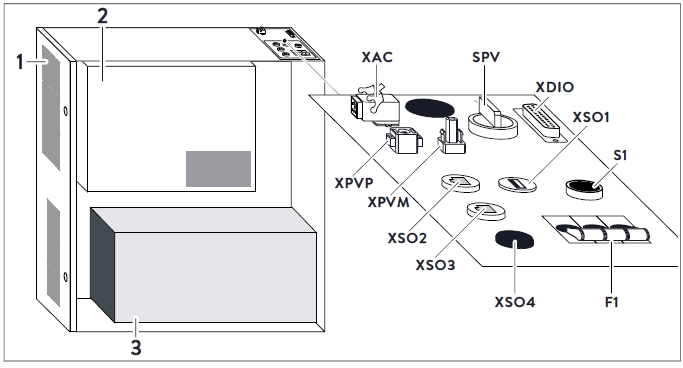 2
1
XAC
SPV
XDIO
XSO1
S1
XPVP
XPVM
XSO2
XSO3
XSO4
F1
3